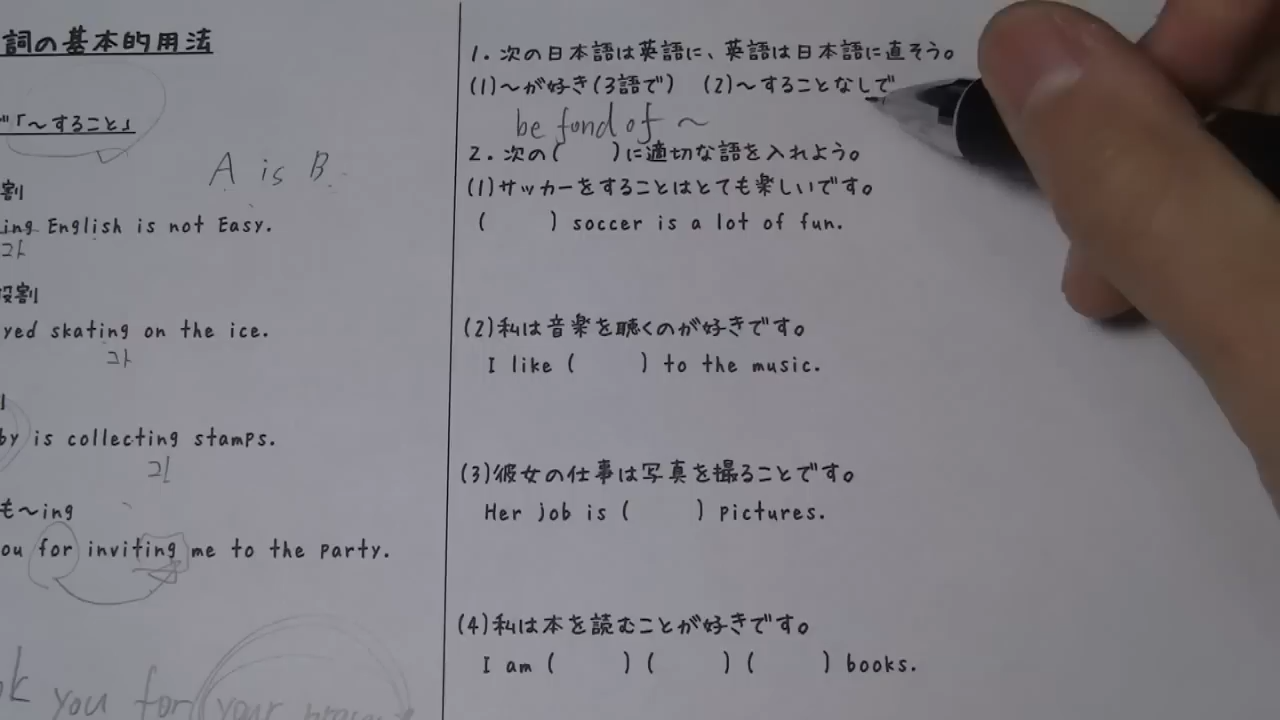 詞の基本的用法
「～すること」
A is B.
割
ing English is not Easy.
役割
yed skating on the ice.
by is collecting stamps.
も～ing
ou for inviting me to the party.
you for your
1. 次の日本語は英語に、英語は日本語に直そう。
(1)～が好き(3語で) (2)～することなしで
be fond of ～
2. 次の( )に適切な語を入れよう。
(1)サッカーをすることはとても楽しいです。
( ) soccer is a lot of fun.
(2)私は音楽を聴くのが好きです。
I like ( ) to the music.
(3)彼女の仕事は写真を撮ることです。
Her job is ( ) pictures.
(4)私は本を読むことが好きです。
I am ( ) ( ) ( ) books.